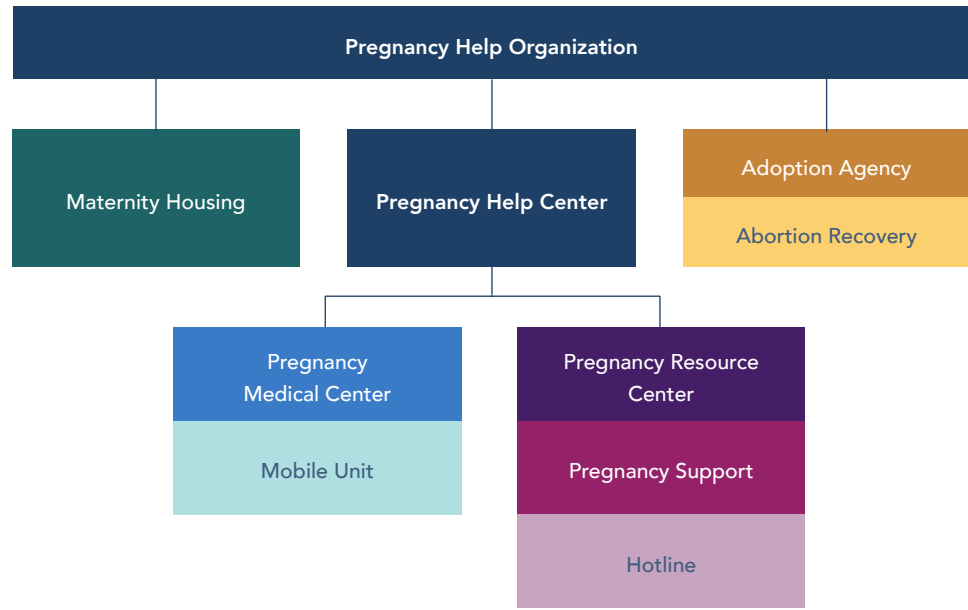 Pregnancy Help Organization
Maternity Housing
Pregnancy Help Center
Adoption Agency
Abortion Recovery
Pregnancy
Medical Center
Mobile Unit
Pregnancy Resource
Center
Pregnancy Support
Hotline